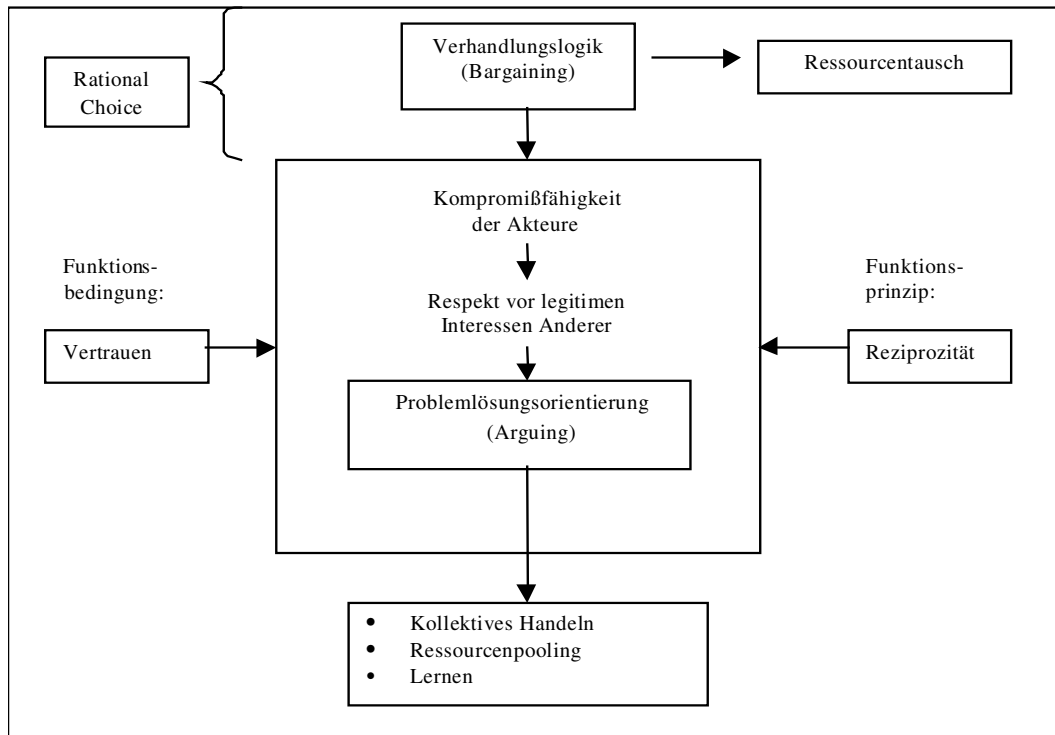 Verhandlungslogik
(Bargaining)
Ressourcentausch
Rational
Choice
Kompromißfähigkeit
der Akteure
Funktions-
bedingung:
Funktions-
prinzip:
Respekt vor legitimen
Interessen Anderer
Vertrauen
Reziprozität
Problemlösungsorientierung
(Arguing)
• Kollektives Handeln
• Ressourcenpooling
• Lernen